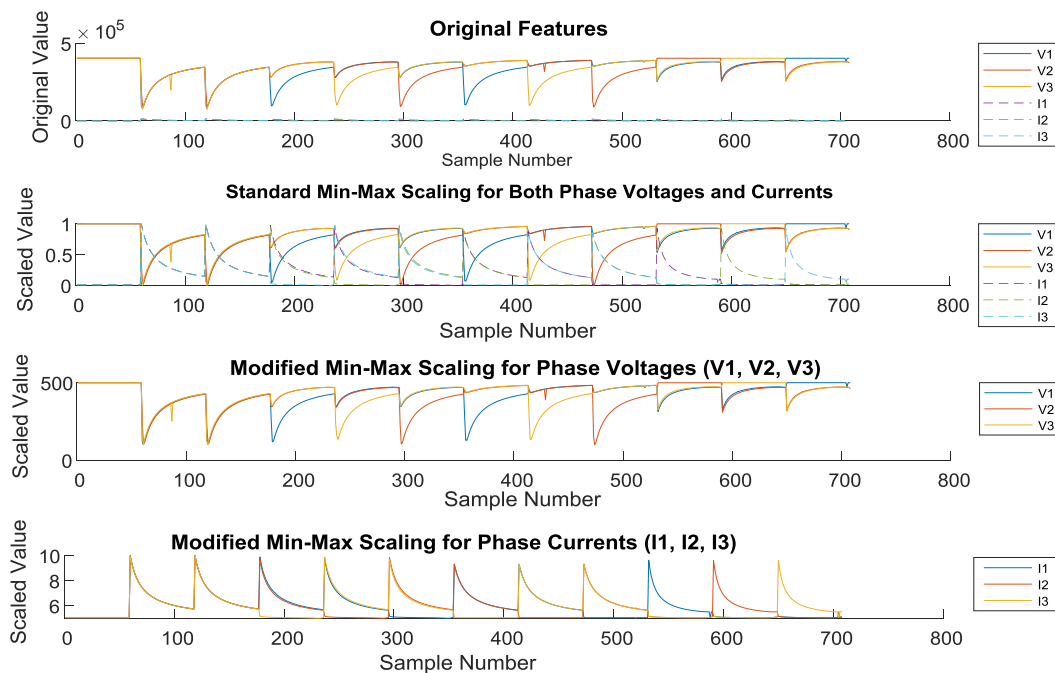 Original Features
× 10^5
5
0
Original Value
0 100 200 300 400 500 600 700 800
Sample Number
V1
V2
V3
I1
I2
I3
Standard Min-Max Scaling for Both Phase Voltages and Currents
1
0.5
0
Scaled Value
0 100 200 300 400 500 600 700 800
Sample Number
V1
V2
V3
I1
I2
I3
Modified Min-Max Scaling for Phase Voltages (V1, V2, V3)
500
0
Scaled Value
0 100 200 300 400 500 600 700 800
Sample Number
V1
V2
V3
Modified Min-Max Scaling for Phase Currents (I1, I2, I3)
10
8
6
Scaled Value
0 100 200 300 400 500 600 700 800
Sample Number
I1
I2
I3